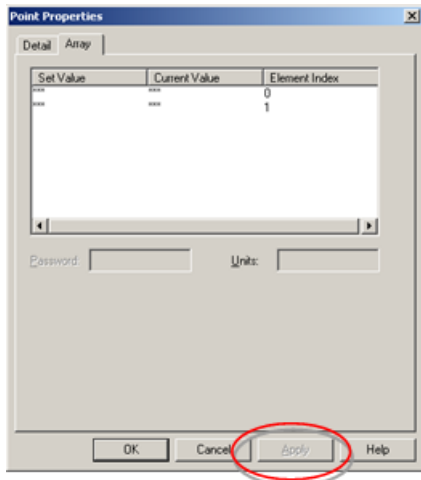 Point Properties
Detail Array
Set Value Current Value Element Index
*** *** 0
*** *** 1
Password: Units:
OK Cancel Apply Help